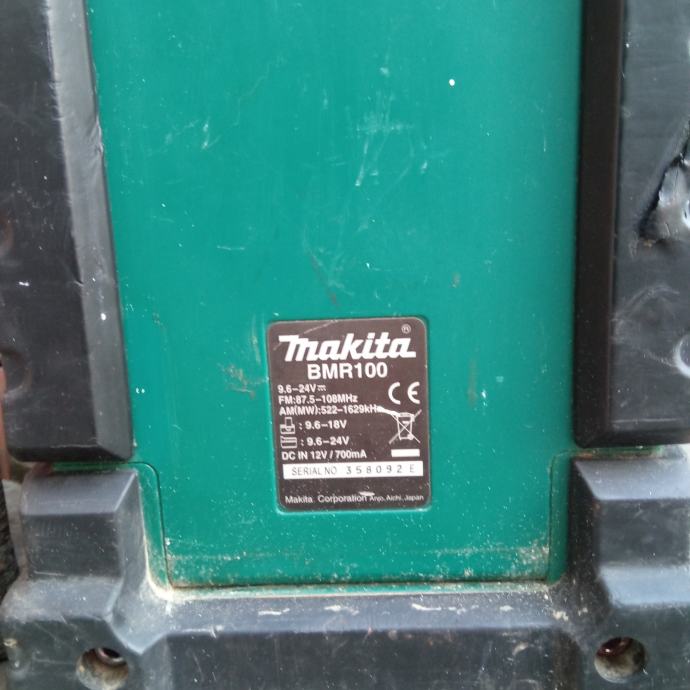 Makita ®
BMR100
9.6–24V⎓
FM:87.5–108MHz
AM(MW):522–1629kHz
CE
: 9.6–18V
: 9.6–24V
DC IN 12V / 700mA
SERIAL NO 358092 E
Makita Corporation Anjo, Aichi, Japan